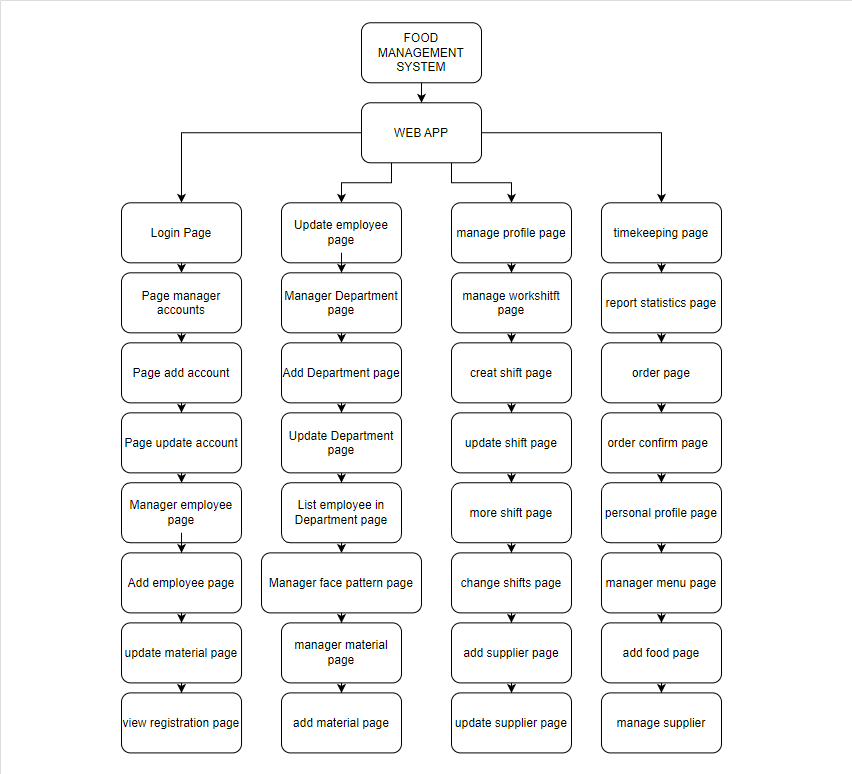 FOOD
MANAGEMENT
SYSTEM
WEB APP
Login Page
Page manager
accounts
Page add account
Page update account
Manager employee
page
Add employee page
update material page
view registration page
Update employee
page
Manager Department
page
Add Department page
Update Department
page
List employee in
Department page
Manager face pattern page
manager material
page
add material page
manage profile page
manage workshitft
page
creat shift page
update shift page
more shift page
change shifts page
add supplier page
update supplier page
timekeeping page
report statistics page
order page
order confirm page
personal profile page
manager menu page
add food page
manage supplier